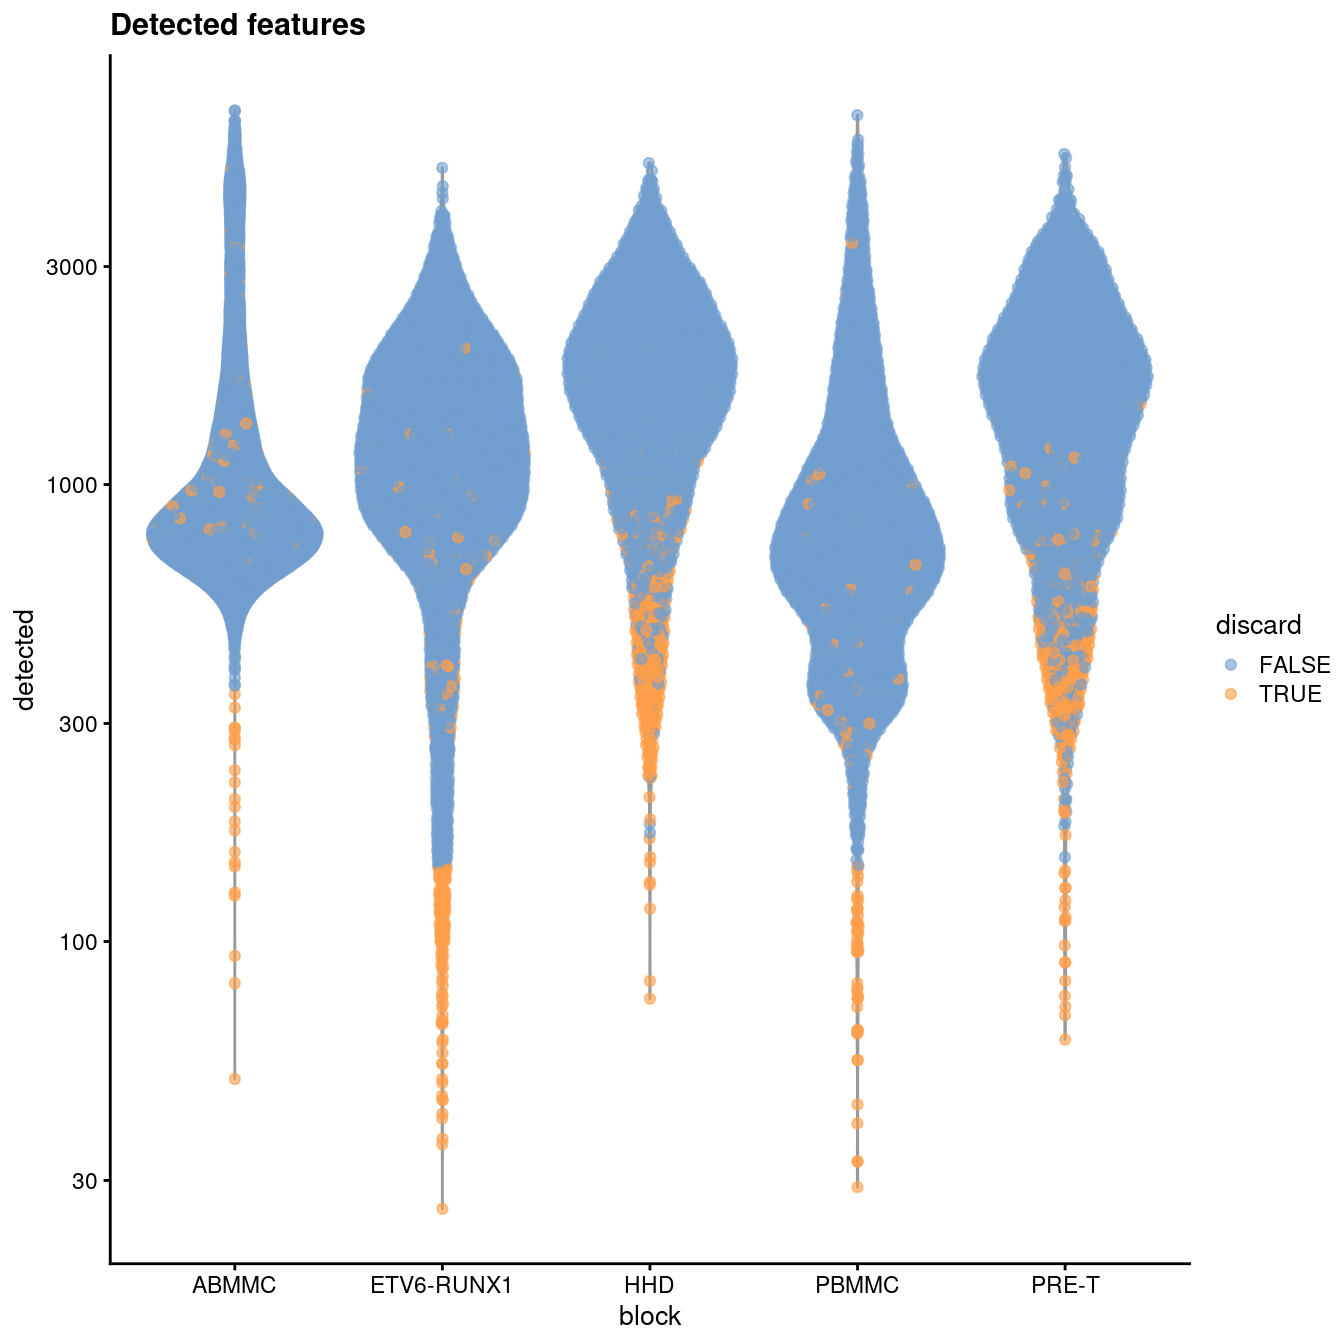 Detected features
3000
1000
300
100
30
detected
ABMMC ETV6-RUNX1 HHD PBMMC PRE-T
block
discard
FALSE
TRUE